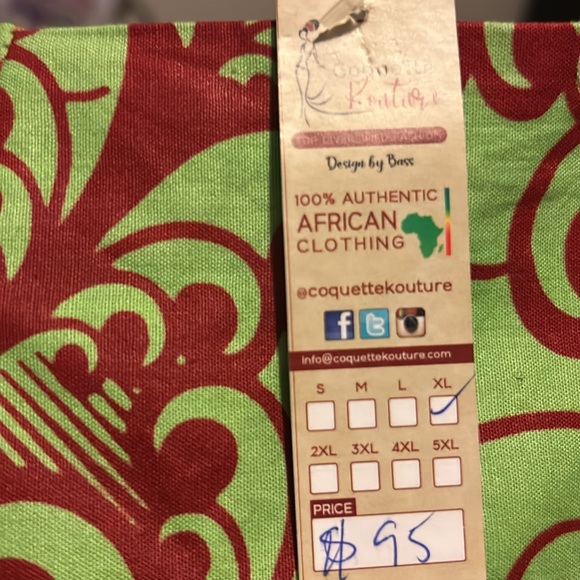 Coquette
Kouture
Design by Bass
100% AUTHENTIC
AFRICAN
CLOTHING
@coquettekouture
info@coquettekouture.com
S M L XL
2XL 3XL 4XL 5XL
PRICE
$95